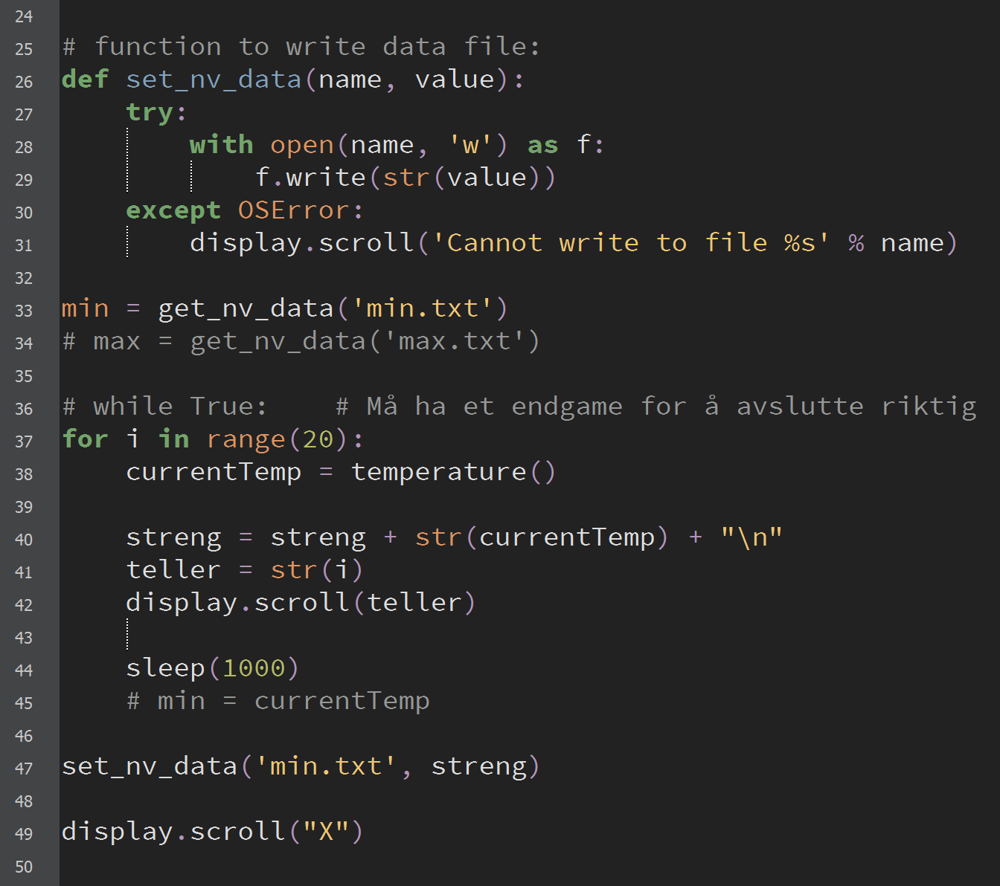 24
25 # function to write data file:
26 def set_nv_data(name, value):
27     try:
28         with open(name, 'w') as f:
29             f.write(str(value))
30     except OSError:
31         display.scroll('Cannot write to file %s' % name)
32
33 min = get_nv_data('min.txt')
34 # max = get_nv_data('max.txt')
35
36 # while True:    # Må ha et endgame for å avslutte riktig
37 for i in range(20):
38     currentTemp = temperature()
39
40     streng = streng + str(currentTemp) + "\n"
41     teller = str(i)
42     display.scroll(teller)
43
44     sleep(1000)
45     # min = currentTemp
46
47 set_nv_data('min.txt', streng)
48
49 display.scroll("X")
50